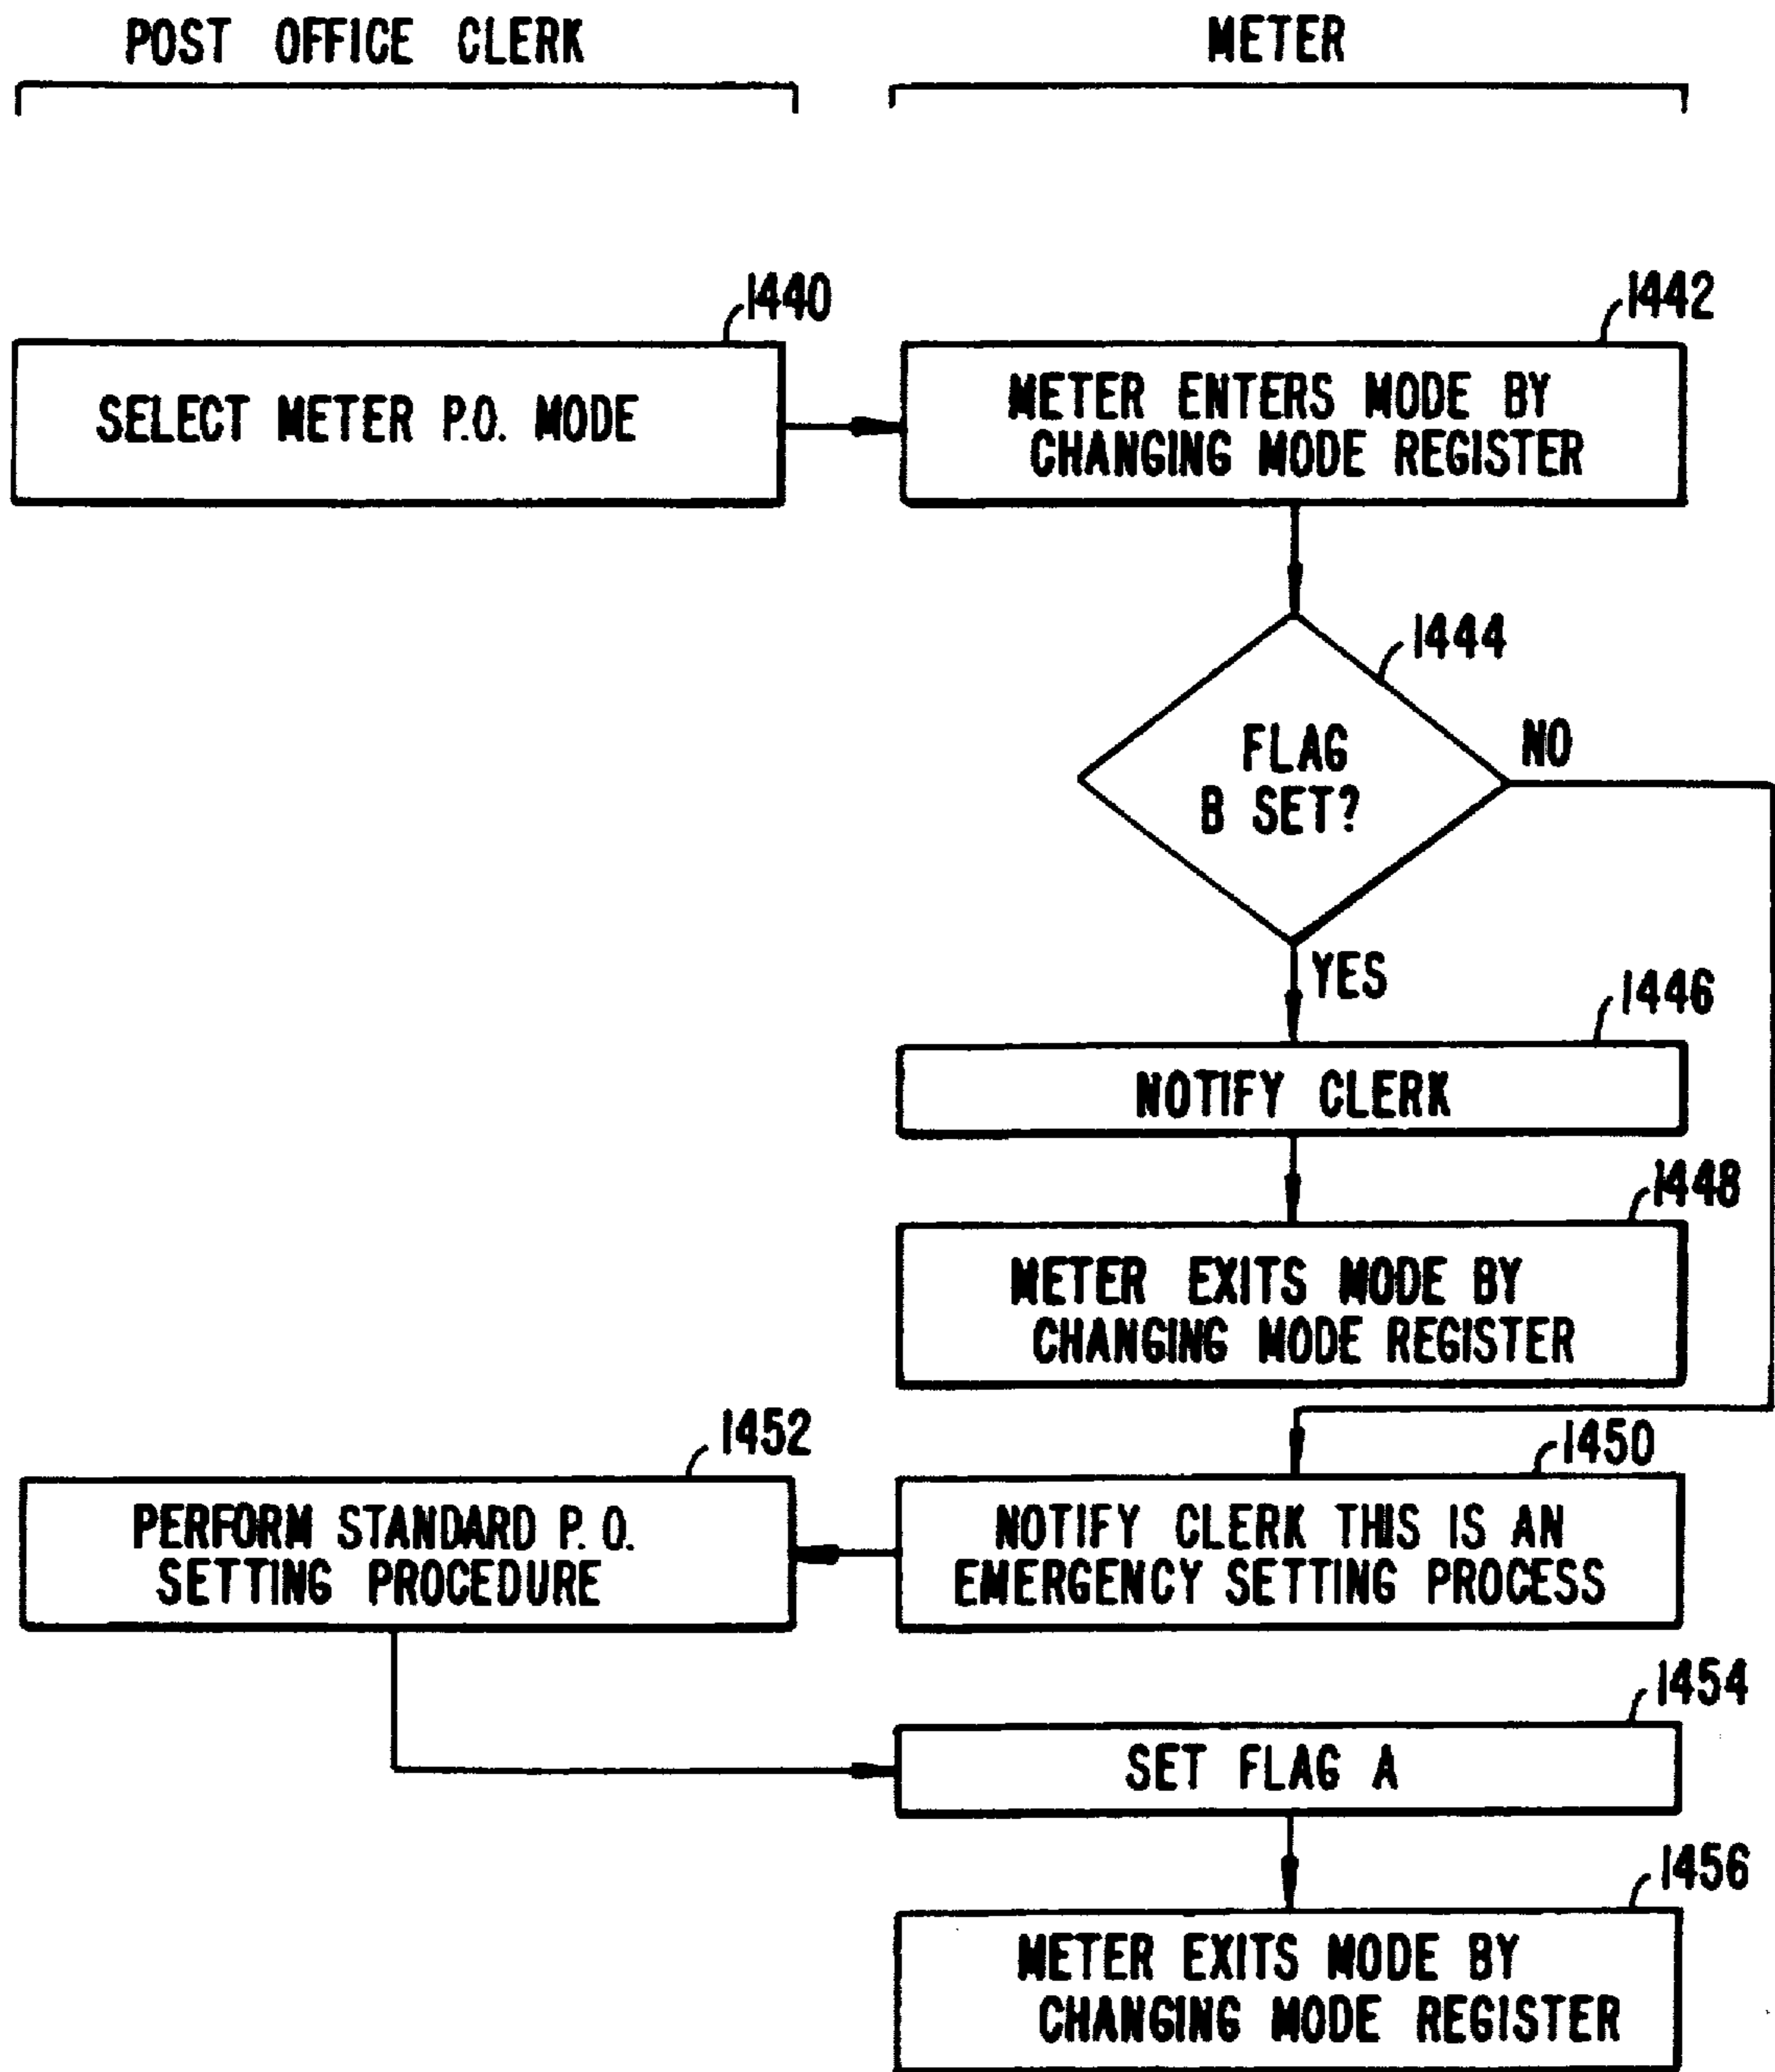 POST OFFICE CLERK
METER
1440
1442
SELECT METER P.O. MODE
METER ENTERS MODE BY
CHANGING MODE REGISTER
1444
FLAG
B SET?
NO
YES
1446
NOTIFY CLERK
1448
METER EXITS MODE BY
CHANGING MODE REGISTER
1452
1450
PERFORM STANDARD P.O.
SETTING PROCEDURE
NOTIFY CLERK THIS IS AN
EMERGENCY SETTING PROCESS
1454
SET FLAG A
1456
METER EXITS MODE BY
CHANGING MODE REGISTER